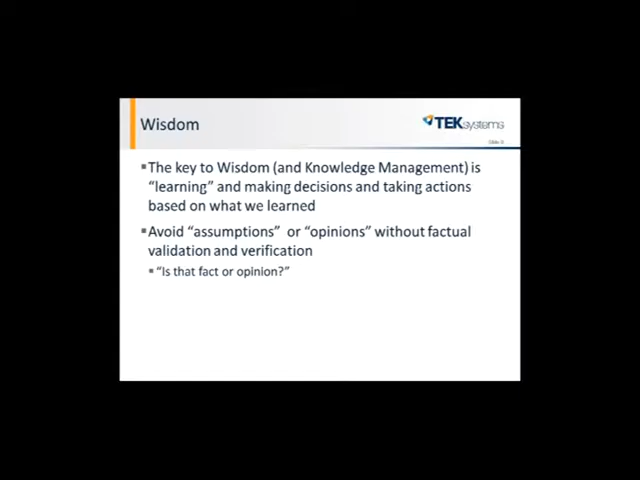 Wisdom
TEKsystems
▪The key to Wisdom (and Knowledge Management) is
“learning” and making decisions and taking actions
based on what we learned
▪Avoid “assumptions”  or “opinions” without factual
validation and verification
▪ “Is that fact or opinion?”